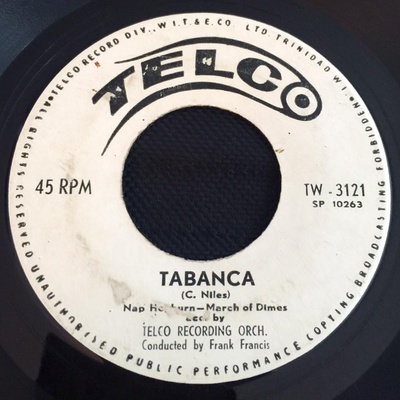 TELCO RECORD DIV.. W.I.T. & E.CO LTD. TRINIDAD W.I.
ALL RIGHTS RESERVED UNAUTHORISED PUBLIC PERFORMANCE COPYING BROADCASTING FORBIDDEN
TELCO
45 RPM
TW - 3121
SP 10263
TABANCA
(C. Niles)
Nap — March of Dimes
by
TELCO RECORDING ORCH.
Conducted by Frank Francis